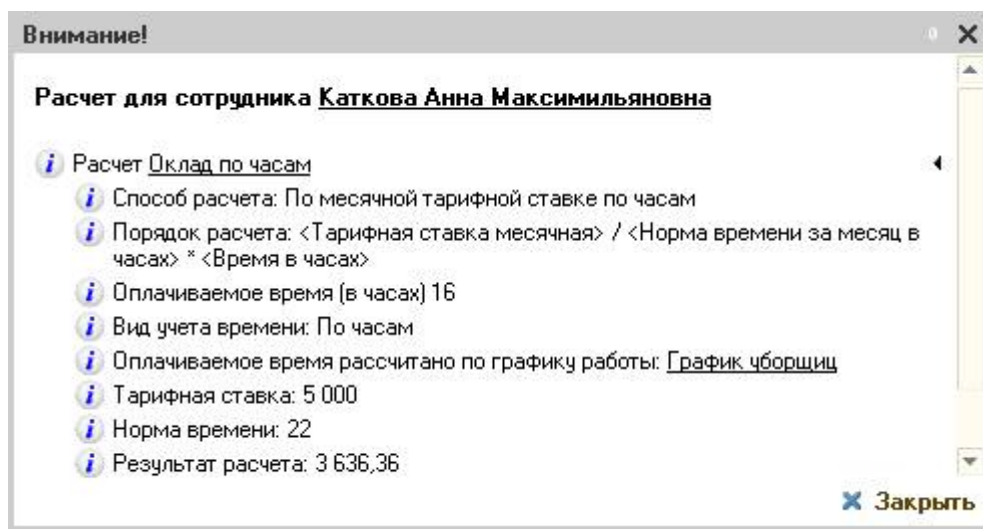 Внимание!
Расчет для сотрудника Каткова Анна Максимильяновна
Расчет Оклад по часам
Способ расчета: По месячной тарифной ставке по часам
Порядок расчета: <Тарифная ставка месячная> / <Норма времени за месяц в
часах> * <Время в часах>
Оплачиваемое время (в часах) 16
Вид учета времени: По часам
Оплачиваемое время рассчитано по графику работы: График уборщиц
Тарифная ставка: 5 000
Норма времени: 22
Результат расчета: 3 636,36
Закрыть